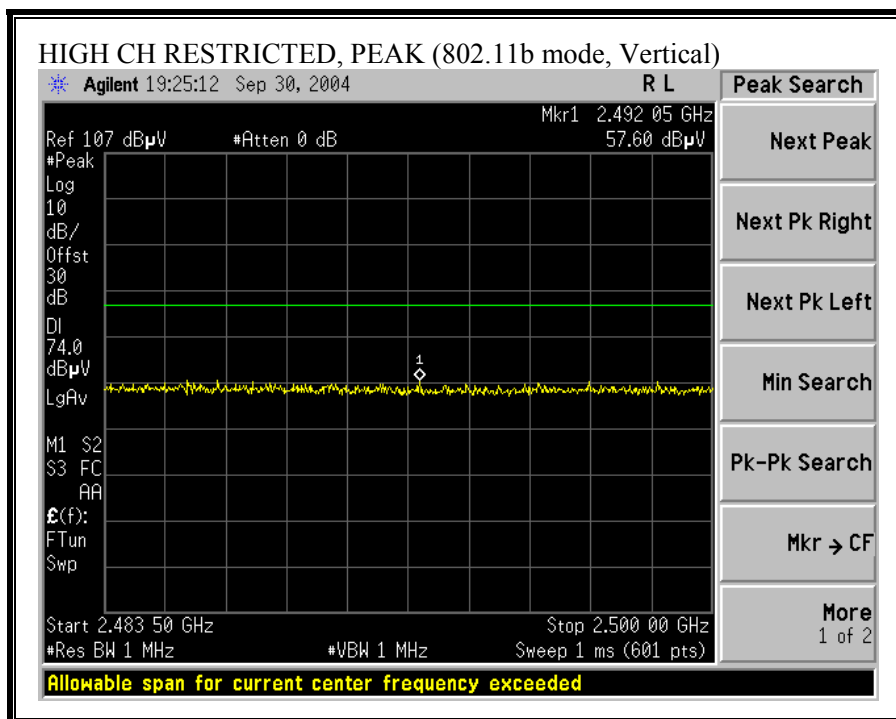 HIGH CH RESTRICTED, PEAK (802.11b mode, Vertical)
Agilent 19:25:12 Sep 30, 2004 R L
Peak Search
Mkr1 2.492 05 GHz
Ref 107 dBµV #Atten 0 dB 57.60 dBµV
#Peak
Log
10
dB/
Offst
30
dB
DI
74.0
dBµV
LgAv
1
M1 S2
S3 FC
AA
£(f):
FTun
Swp
Start 2.483 50 GHz Stop 2.500 00 GHz
#Res BW 1 MHz #VBW 1 MHz Sweep 1 ms (601 pts)
Allowable span for current center frequency exceeded
Next Peak
Next Pk Right
Next Pk Left
Min Search
Pk-Pk Search
Mkr → CF
More
1 of 2